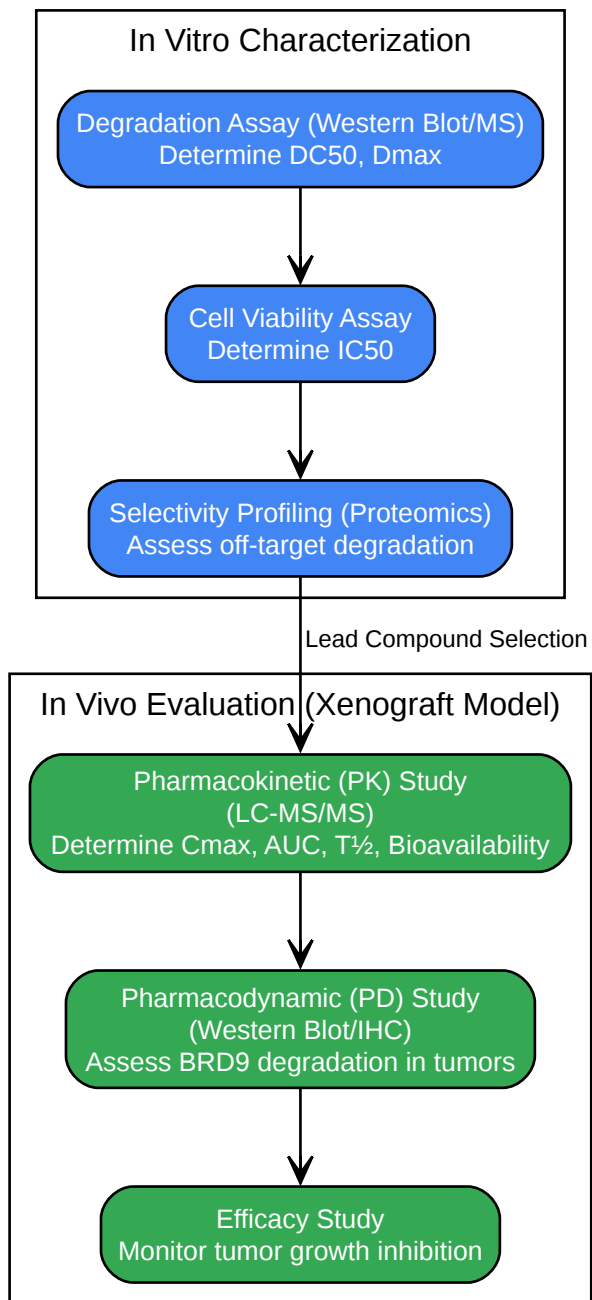 In Vitro Characterization
Degradation Assay (Western Blot/MS)
Determine DC50, Dmax
Cell Viability Assay
Determine IC50
Selectivity Profiling (Proteomics)
Assess off-target degradation
Lead Compound Selection
In Vivo Evaluation (Xenograft Model)
Pharmacokinetic (PK) Study
(LC-MS/MS)
Determine Cmax, AUC, T½, Bioavailability
Pharmacodynamic (PD) Study
(Western Blot/IHC)
Assess BRD9 degradation in tumors
Efficacy Study
Monitor tumor growth inhibition